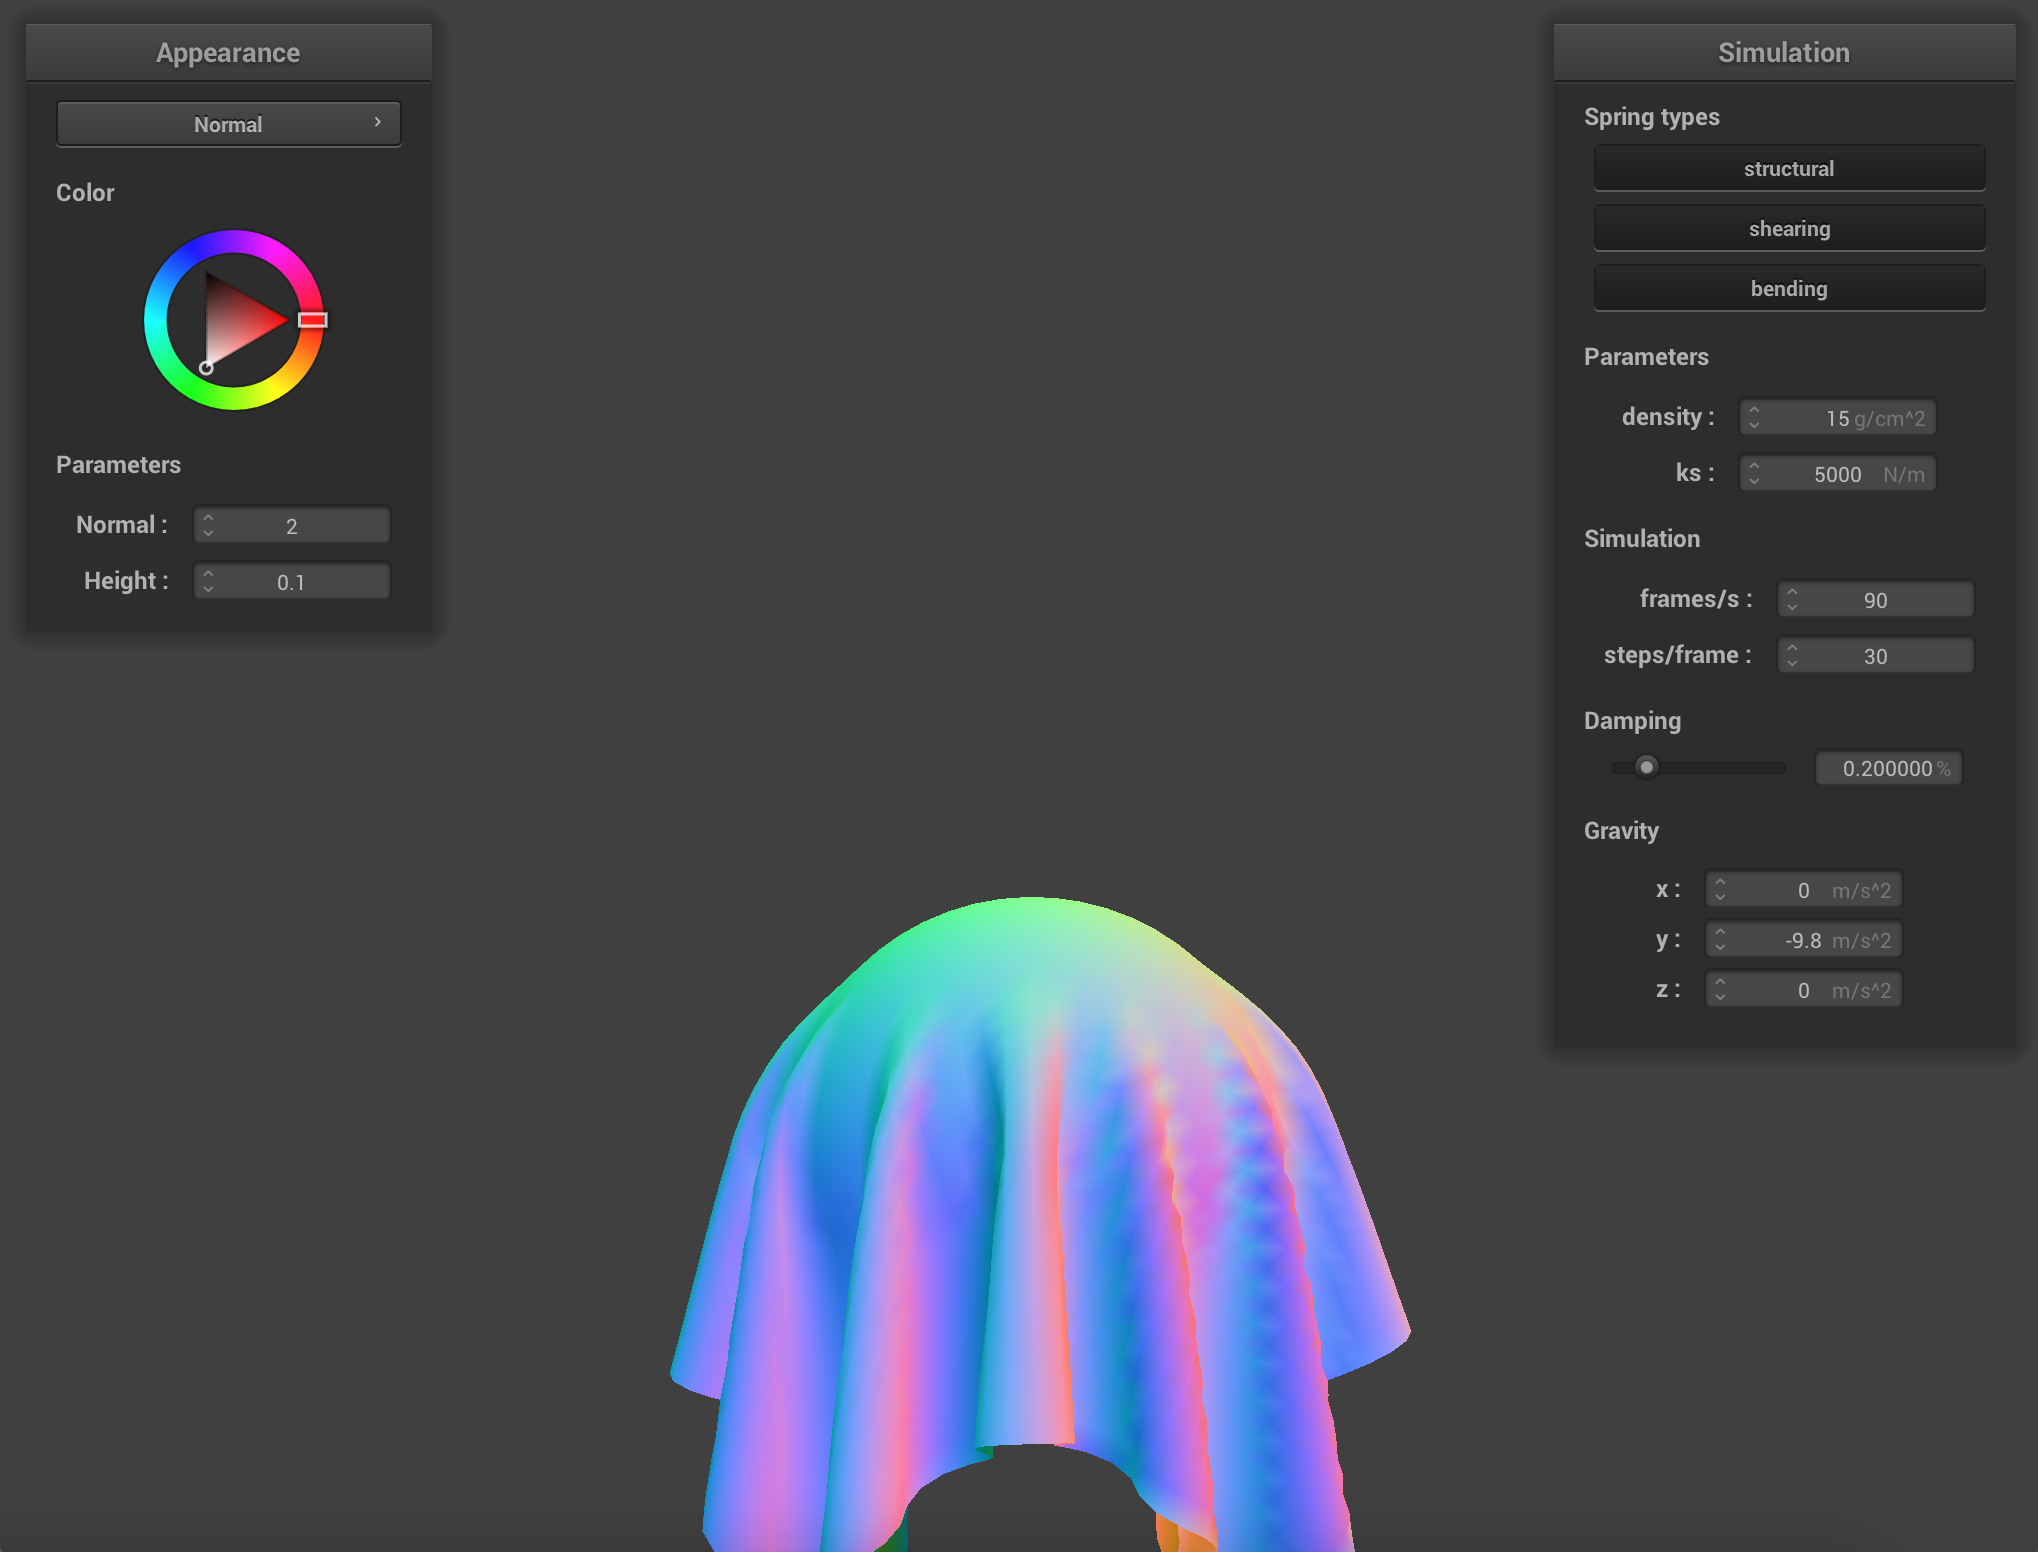 Appearance
Normal
Color
Parameters
Normal : 2
Height : 0.1
Simulation
Spring types
structural
shearing
bending
Parameters
density : 15 g/cm^2
ks : 5000 N/m
Simulation
frames/s : 90
steps/frame : 30
Damping
0.200000 %
Gravity
x : 0 m/s^2
y : -9.8 m/s^2
z : 0 m/s^2